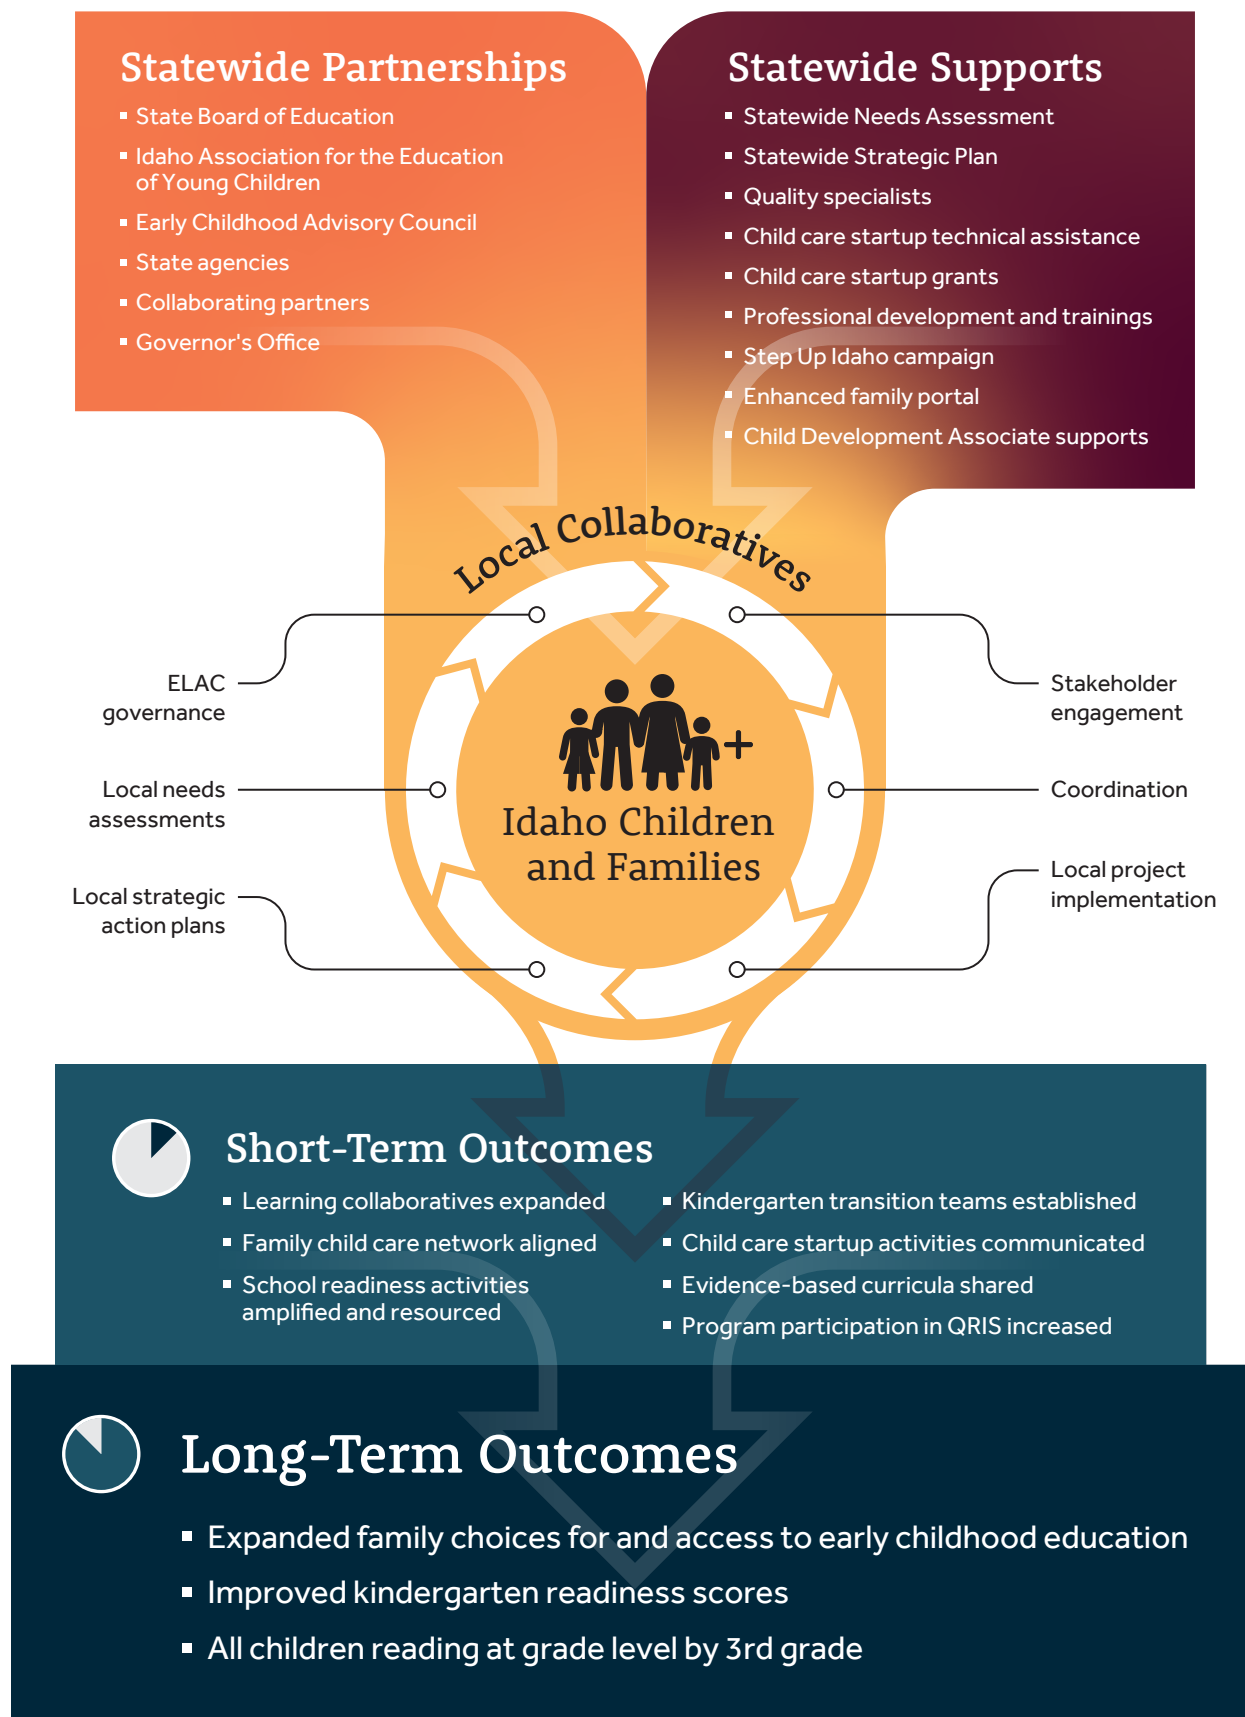 Statewide Partnerships
State Board of Education
Idaho Association for the Education
of Young Children
Early Childhood Advisory Council
State agencies
Collaborating partners
Governor's Office
Statewide Supports
Statewide Needs Assessment
Statewide Strategic Plan
Quality specialists
Child care startup technical assistance
Child care startup grants
Professional development and trainings
Step Up Idaho campaign
Enhanced family portal
Child Development Associate supports
Local Collaboratives
ELAC
governance
Local needs
assessments
Local strategic
action plans
Idaho Children
and Families
Stakeholder
engagement
Coordination
Local project
implementation
Short-Term Outcomes
Learning collaboratives expanded
Family child care network aligned
School readiness activities
amplified and resourced
Kindergarten transition teams established
Child care startup activities communicated
Evidence-based curricula shared
Program participation in QRIS increased
Long-Term Outcomes
Expanded family choices for and access to early childhood education
Improved kindergarten readiness scores
All children reading at grade level by 3rd grade